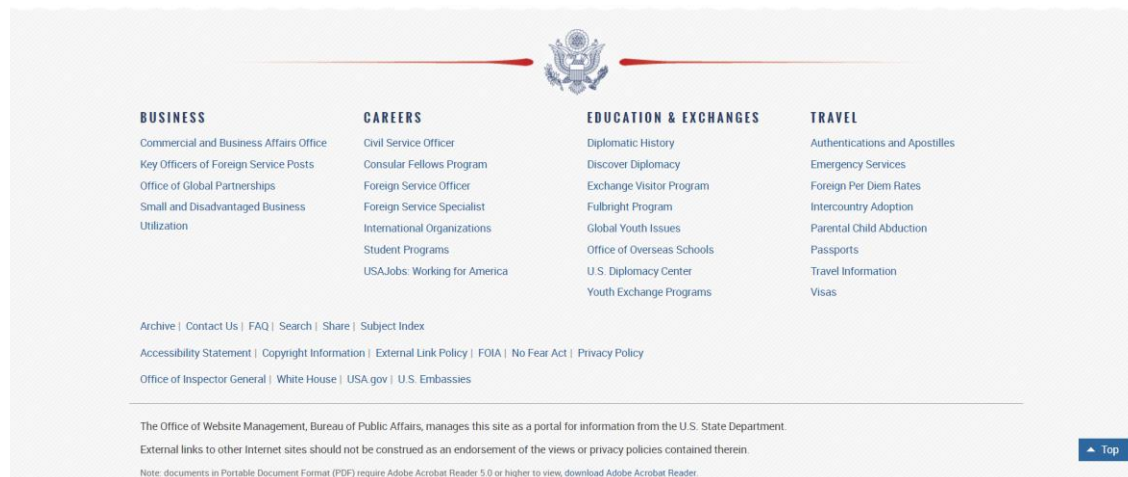 BUSINESS
Commercial and Business Affairs Office
Key Officers of Foreign Service Posts
Office of Global Partnerships
Small and Disadvantaged Business
Utilization
CAREERS
Civil Service Officer
Consular Fellows Program
Foreign Service Officer
Foreign Service Specialist
International Organizations
Student Programs
USAJobs: Working for America
EDUCATION & EXCHANGES
Diplomatic History
Discover Diplomacy
Exchange Visitor Program
Fulbright Program
Global Youth Issues
Office of Overseas Schools
U.S. Diplomacy Center
Youth Exchange Programs
TRAVEL
Authentications and Apostilles
Emergency Services
Foreign Per Diem Rates
Intercountry Adoption
Parental Child Abduction
Passports
Travel Information
Visas
Archive | Contact Us | FAQ | Search | Share | Subject Index
Accessibility Statement | Copyright Information | External Link Policy | FOIA | No Fear Act | Privacy Policy
Office of Inspector General | White House | USA.gov | U.S. Embassies
The Office of Website Management, Bureau of Public Affairs, manages this site as a portal for information from the U.S. State Department.
External links to other Internet sites should not be construed as an endorsement of the views or privacy policies contained therein.
Note: documents in Portable Document Format (PDF) require Adobe Acrobat Reader 5.0 or higher to view, download Adobe Acrobat Reader.
Top